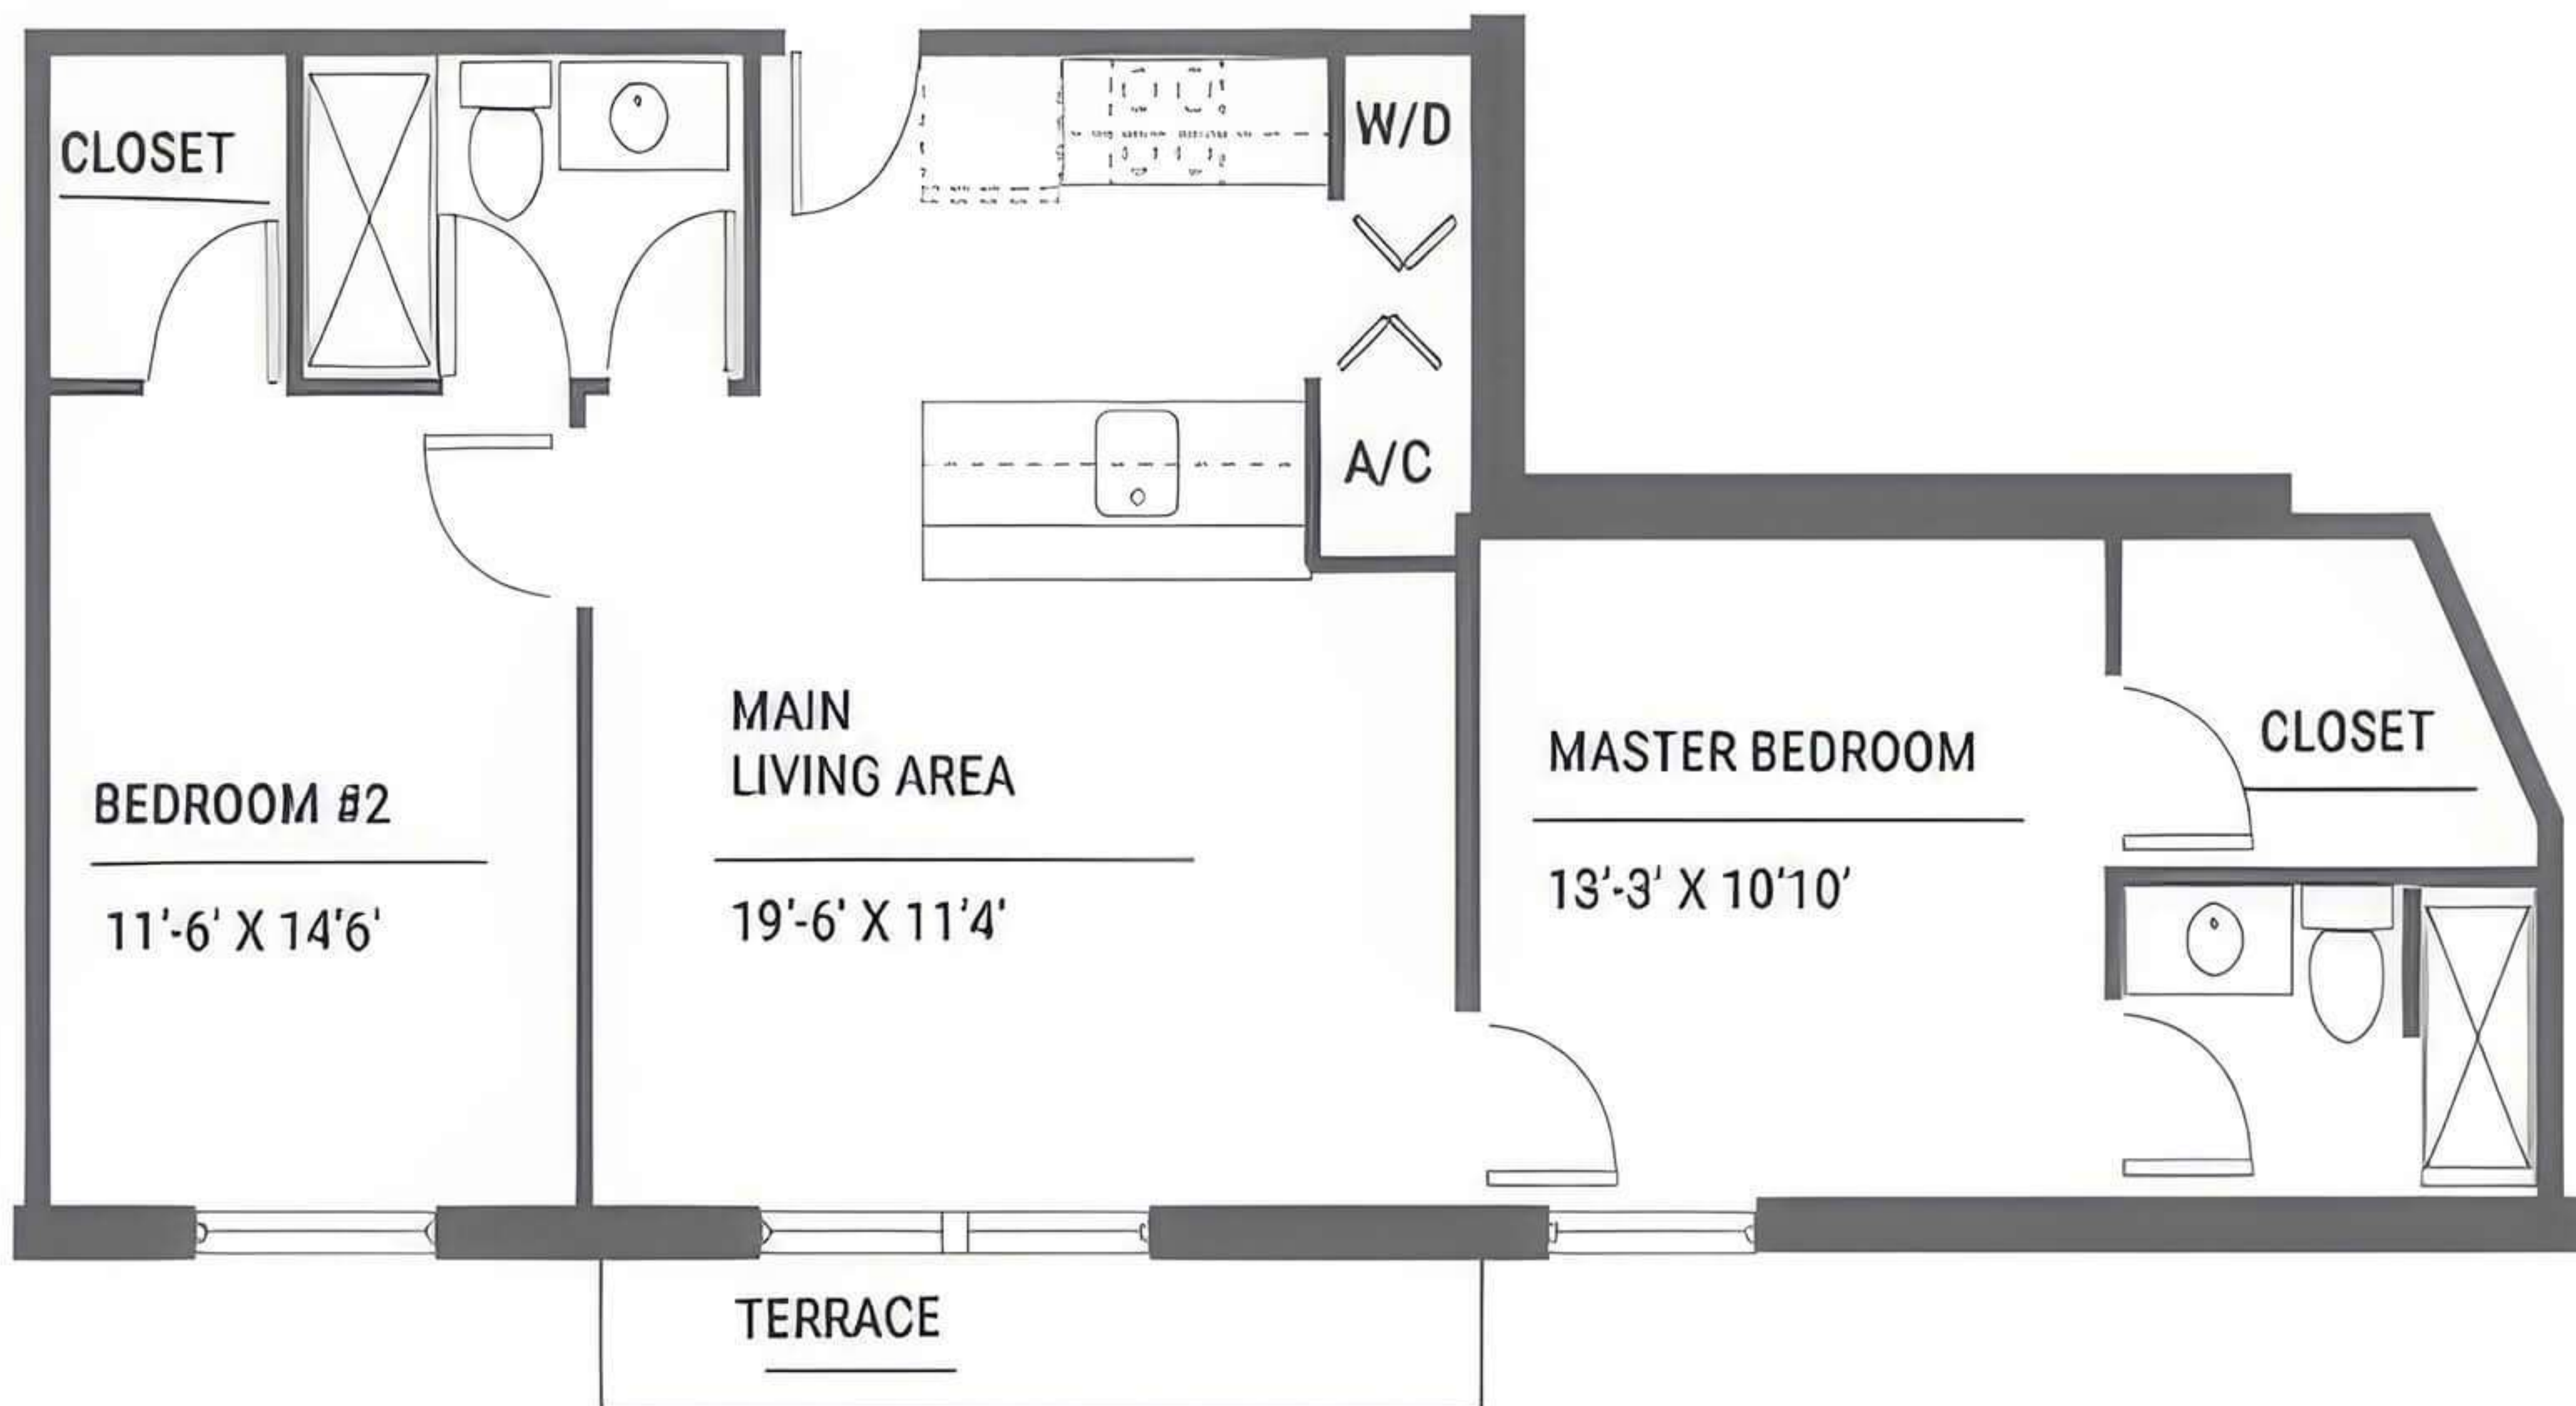 CLOSET
W/D
A/C
MAIN
LIVING AREA
19'-6' X 11'4'
BEDROOM #2
11'-6' X 14'6'
MASTER BEDROOM
13'-3' X 10'10'
CLOSET
TERRACE